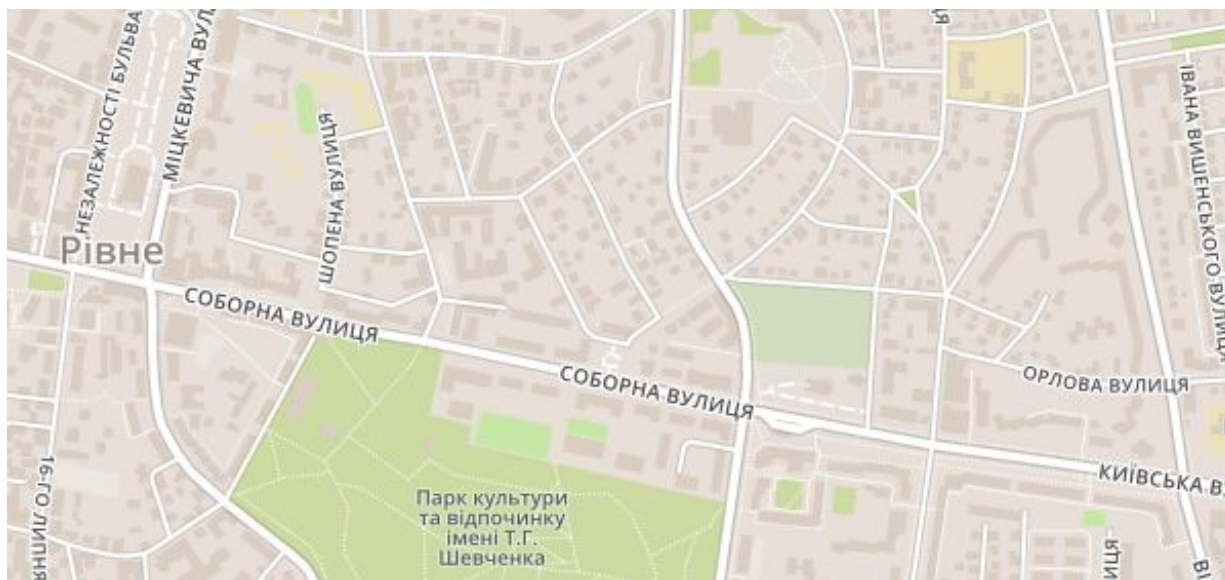 НЕЗАЛЕЖНОСТІ БУЛЬВА
МІЦКЕВИЧА ВУЛ
ІВАНА ВИШЕНСЬКОГО ВУЛИЦ
ШОПЕНА ВУЛИЦЯ
Рівне
СОБОРНА ВУЛИЦЯ
СОБОРНА ВУЛИЦЯ
ОРЛОВА ВУЛИЦЯ
КИЇВСЬКА В
16-ГО ЛИПНЯ
Парк культури
та відпочинку
імені Т.Г.
Шевченка